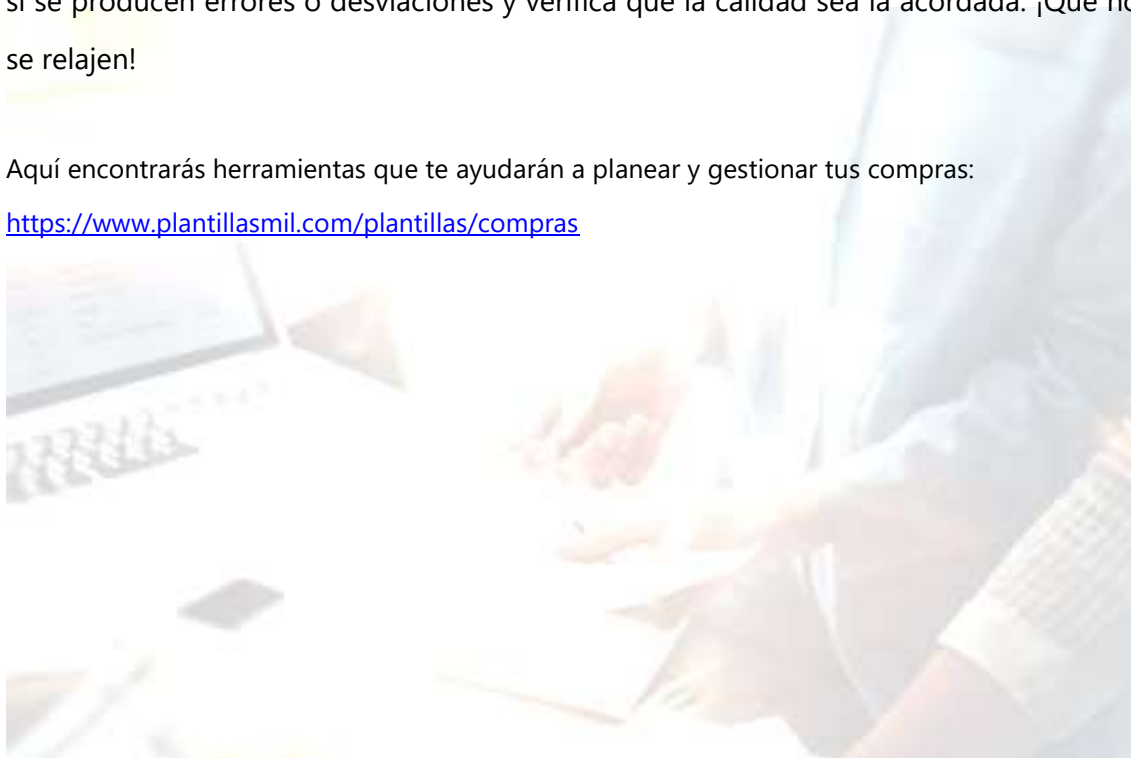 si se producen errores o desviaciones y verifica que la calidad sea la acordada. ¡Que no
se relajen!
Aquí encontrarás herramientas que te ayudarán a planear y gestionar tus compras:
https://www.plantillasmil.com/plantillas/compras